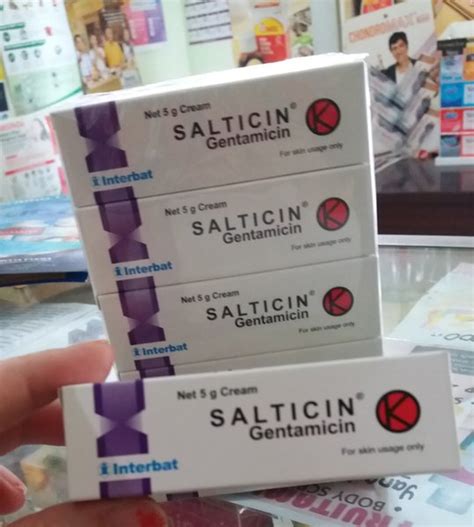 Net 5 g Cream
SALTICIN®
Gentamicin
K
For skin usage only
Interbat
Net 5 g Cream
SALTICIN®
Gentamicin
K
For skin usage only
Interbat
Net 5 g Cream
SALTICIN®
Gentamicin
K
For skin usage only
Interbat
Net 5 g Cream
SALTICIN®
Gentamicin
K
For skin usage only
Interbat
BODY